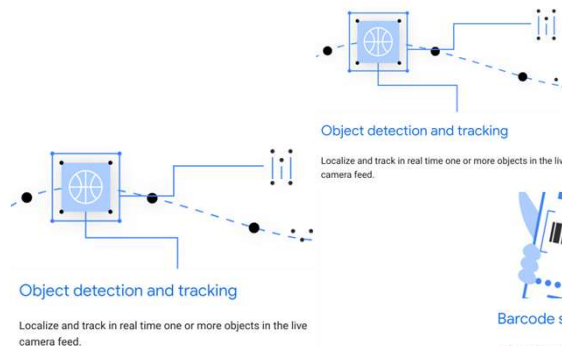 Object detection and tracking
Localize and track in real time one or more objects in the live
camera feed.
Object detection and tracking
Localize and track in real time one or more objects in the
camera feed.
Barcode